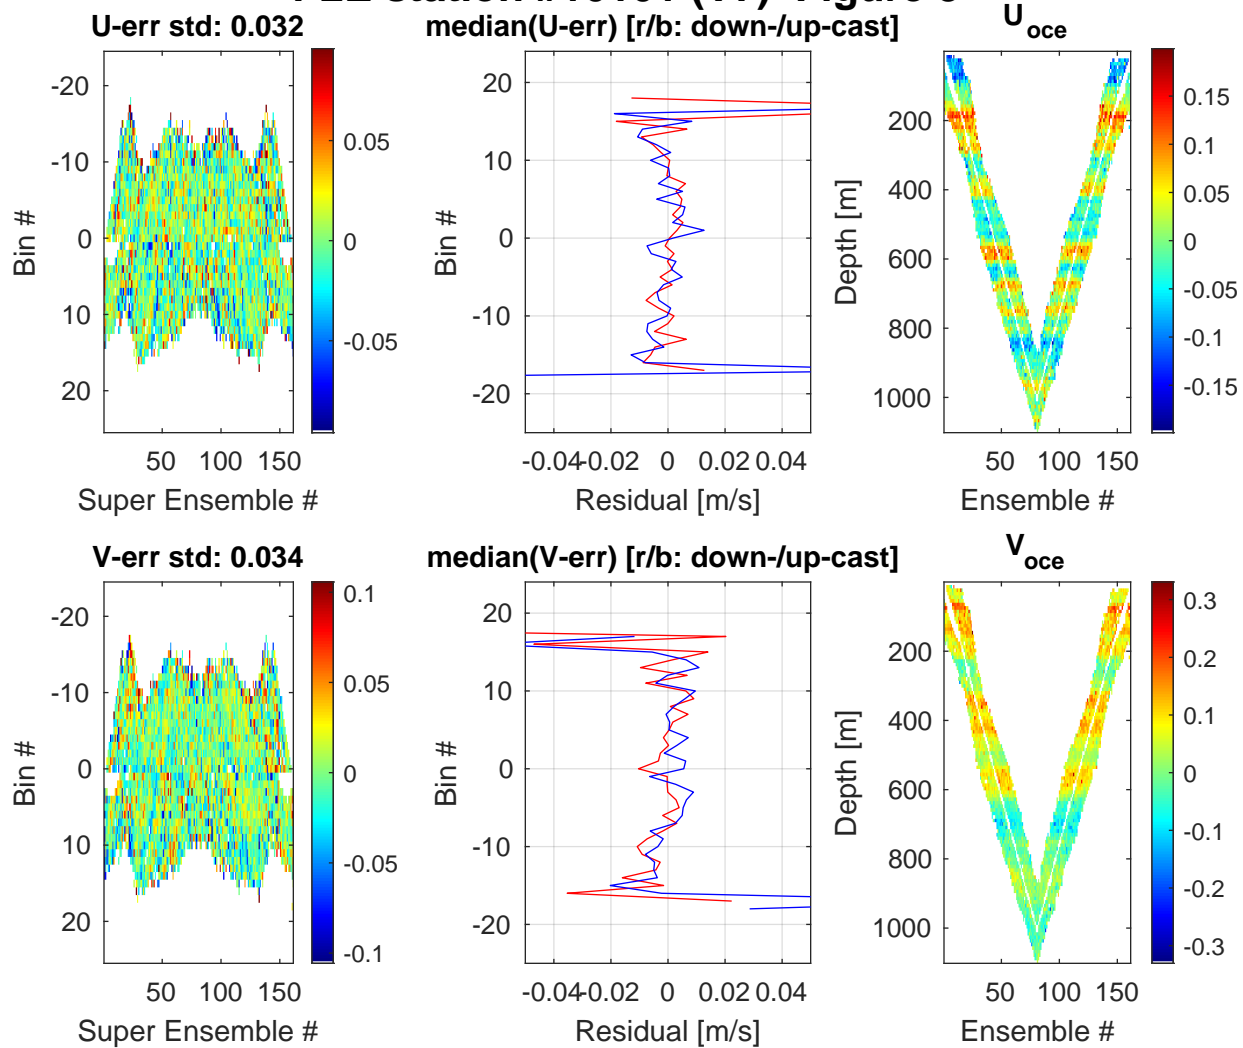 U-err std: 0.032
median(U-err) [r/b: down-/up-cast]
U oce
-20
-10
0
10
20
Bin #
50 100 150
Super Ensemble #
0.05
0
-0.05
20
10
0
-10
-20
Bin #
-0.04 -0.02 0 0.02 0.04
Residual [m/s]
200
400
600
800
1000
Depth [m]
50 100 150
Ensemble #
0.15
0.1
0.05
0
-0.05
-0.1
-0.15
V-err std: 0.034
median(V-err) [r/b: down-/up-cast]
V oce
-20
-10
0
10
20
Bin #
50 100 150
Super Ensemble #
0.1
0.05
0
-0.05
-0.1
20
10
0
-10
-20
Bin #
-0.04 -0.02 0 0.02 0.04
Residual [m/s]
200
400
600
800
1000
Depth [m]
50 100 150
Ensemble #
0.3
0.2
0.1
0
-0.1
-0.2
-0.3